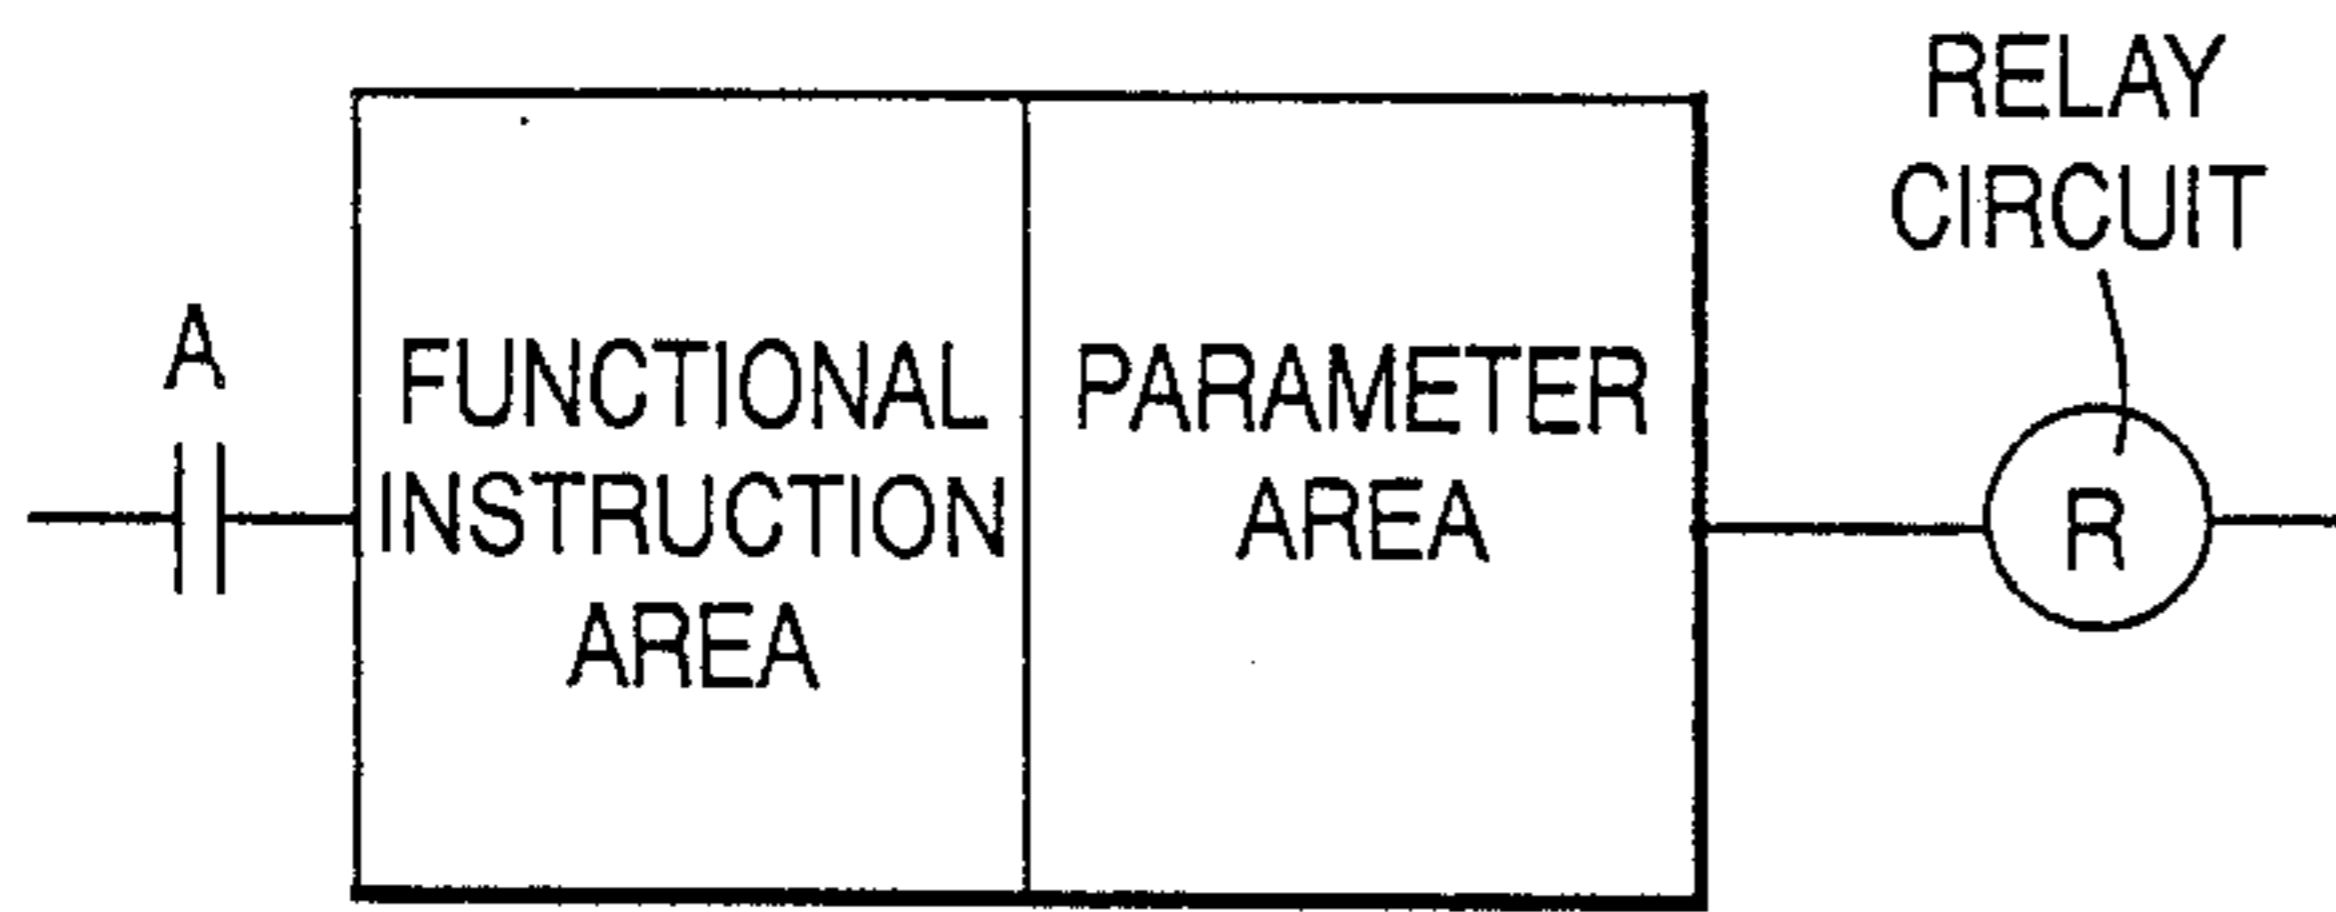 A
FUNCTIONAL
INSTRUCTION
AREA
PARAMETER
AREA
RELAY
CIRCUIT
R